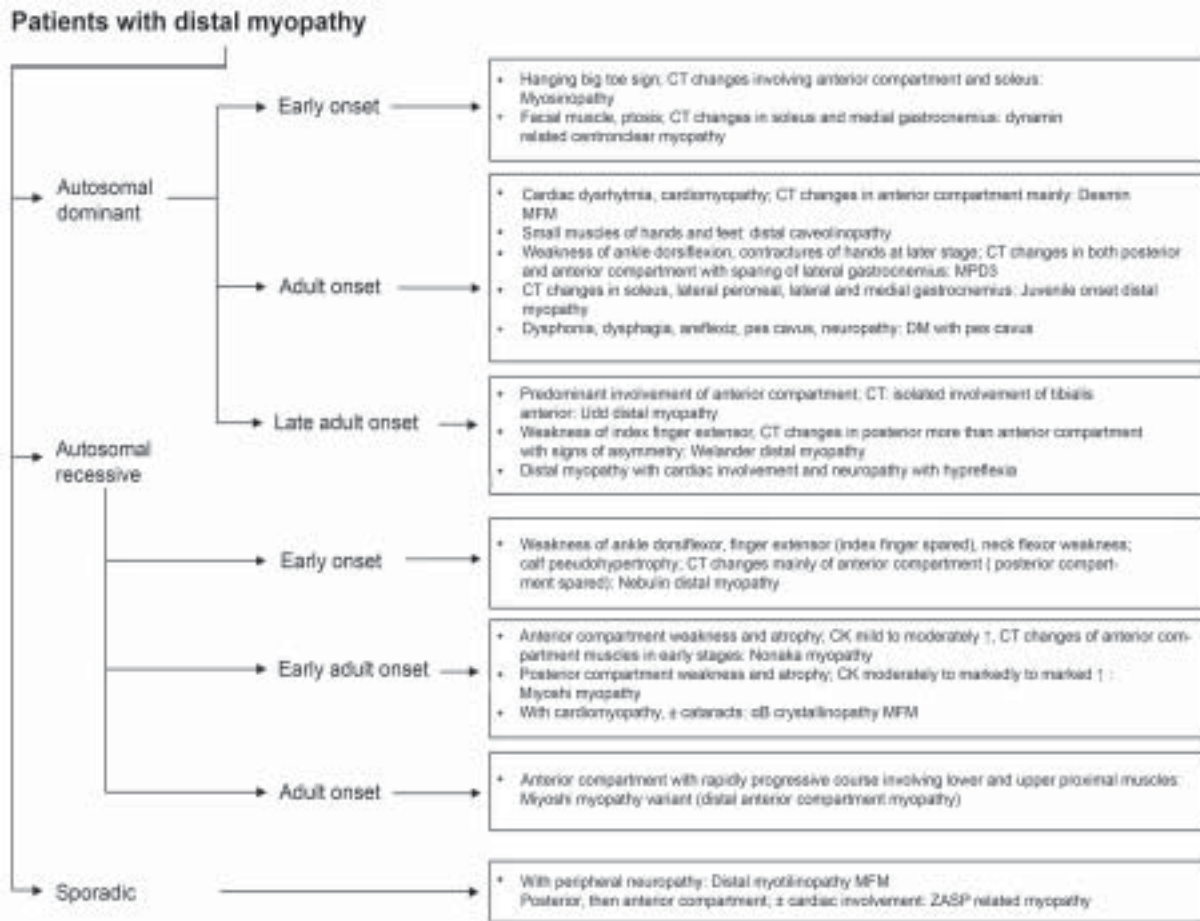 Patients with distal myopathy
Autosomal
dominant
Early onset
• Hanging big toe sign, CT changes involving anterior compartment and soleus:
Myosinopathy
• Facial muscle, ptosis; CT changes in soleus and medial gastrocnemius: dynamin
related centronclear myopathy
Adult onset
• Cardiac dysrhytmia, cardiomyopathy; CT changes in anterior compartment mainly: Desmin
MFM
• Small muscles of hands and feet: distal caveolinopathy
• Weakness of ankle dorsiflexion, contractures of hands at later stage; CT changes in both posterior
and anterior compartment with sparing of lateral gastrocnemius: MPD3
• CT changes in soleus, lateral peroneal, lateral and medial gastrocnemius: Juvenile onset distal
myopathy
• Dysphonia, dysphagia, areflexiz, pes cavus, neuropathy: DM with pes cavus
Late adult onset
• Predominant involvement of anterior compartment; CT: isolated involvement of tibialis
anterior: Udd distal myopathy
• Weakness of index finger extensor, CT changes in posterior more than anterior compartment
with signs of asymmetry: Welander distal myopathy
• Distal myopathy with cardiac involvement and neuropathy with hypreflexia
Autosomal
recessive
Early onset
• Weakness of ankle dorsiflexor, finger extensor (index finger spared), neck flexor weakness;
calf pseudohypertrophy; CT changes mainly of anterior compartment ( posterior compart-
ment spared): Nebulin distal myopathy
Early adult onset
• Anterior compartment weakness and atrophy; CK mild to moderately ↑, CT changes of anterior com-
partment muscles in early stages: Nonaka myopathy
• Posterior compartment weakness and atrophy; CK moderately to markedly to marked ↑ :
Miyoshi myopathy
• With cardiomyopathy, ± cataracts: αB crystallinopathy MFM
Adult onset
• Anterior compartment with rapidly progressive course involving lower and upper proximal muscles:
Miyoshi myopathy variant (distal anterior compartment myopathy)
Sporadic
• With peripheral neuropathy: Distal myotilinopathy MFM
Posterior, then anterior compartment, ± cardiac involvement: ZASP related myopathy